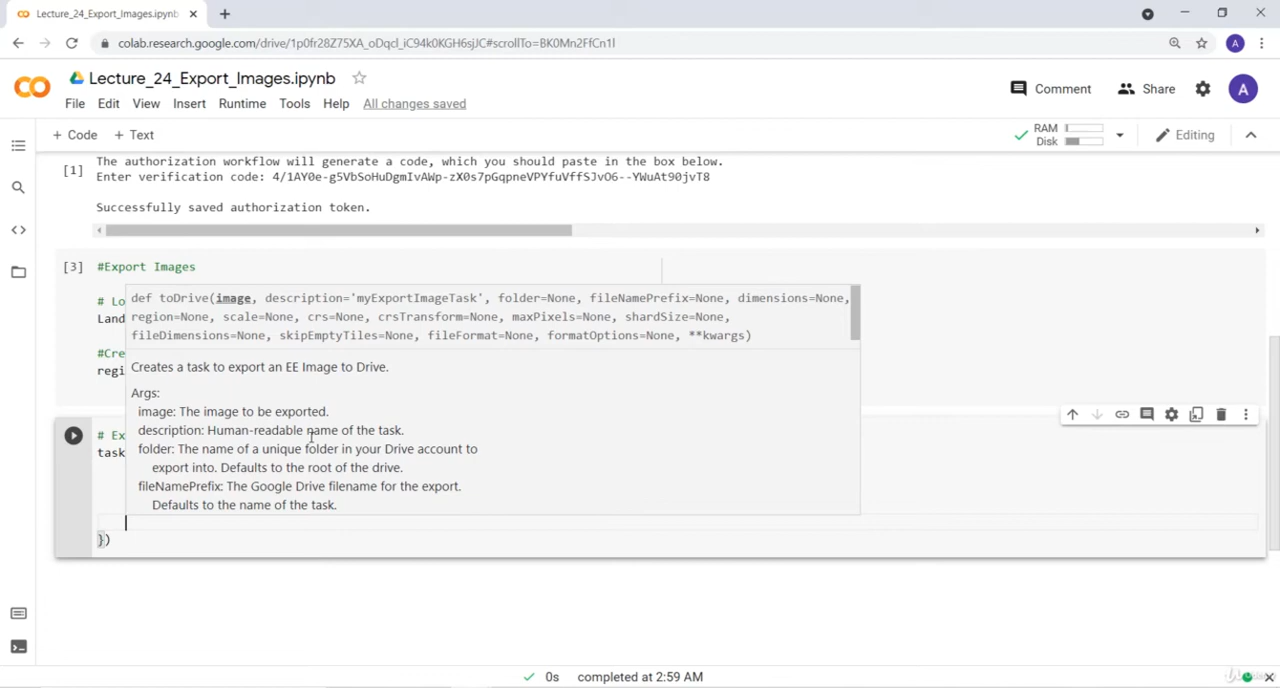 Lecture_24_Export_Images.ipynb
colab.research.google.com/drive/1p0fr28Z75XA_oDqcl_iC94k0KGH6sjJC#scrollTo=BK0Mn2FfCn1l
A
CO
Lecture_24_Export_Images.ipynb
Comment
Share
A
File Edit View Insert Runtime Tools Help All changes saved
+ Code + Text
RAM
Disk
Editing
The authorization workflow will generate a code, which you should paste in the box below.
[1]
Enter verification code: 4/1AY0e-g5VbSoHuDgmIvAWp-zX0s7pGqpneVPYfuVffSJvO6--YWuAt90jvT8
Successfully saved authorization token.
[3] #Export Images
# Lo
Land
#Cre
regi
def toDrive(image, description='myExportImageTask', folder=None, fileNamePrefix=None, dimensions=None,
region=None, scale=None, crs=None, crsTransform=None, maxPixels=None, shardSize=None,
fileDimensions=None, skipEmptyTiles=None, fileFormat=None, formatOptions=None, **kwargs)
Creates a task to export an EE Image to Drive.
Args:
image: The image to be exported.
description: Human-readable name of the task.
folder: The name of a unique folder in your Drive account to
export into. Defaults to the root of the drive.
fileNamePrefix: The Google Drive filename for the export.
Defaults to the name of the task.
# Ex
task
})
0s completed at 2:59 AM